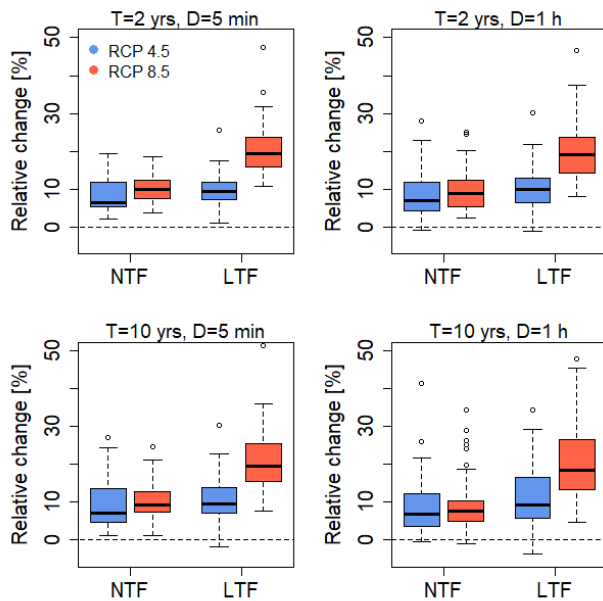 T=2 yrs, D=5 min
Relative change [%]
50
30
10
0
RCP 4.5
RCP 8.5
NTF LTF
T=2 yrs, D=1 h
Relative change [%]
50
30
10
0
NTF LTF
T=10 yrs, D=5 min
Relative change [%]
50
30
10
0
NTF LTF
T=10 yrs, D=1 h
Relative change [%]
50
30
10
0
NTF LTF